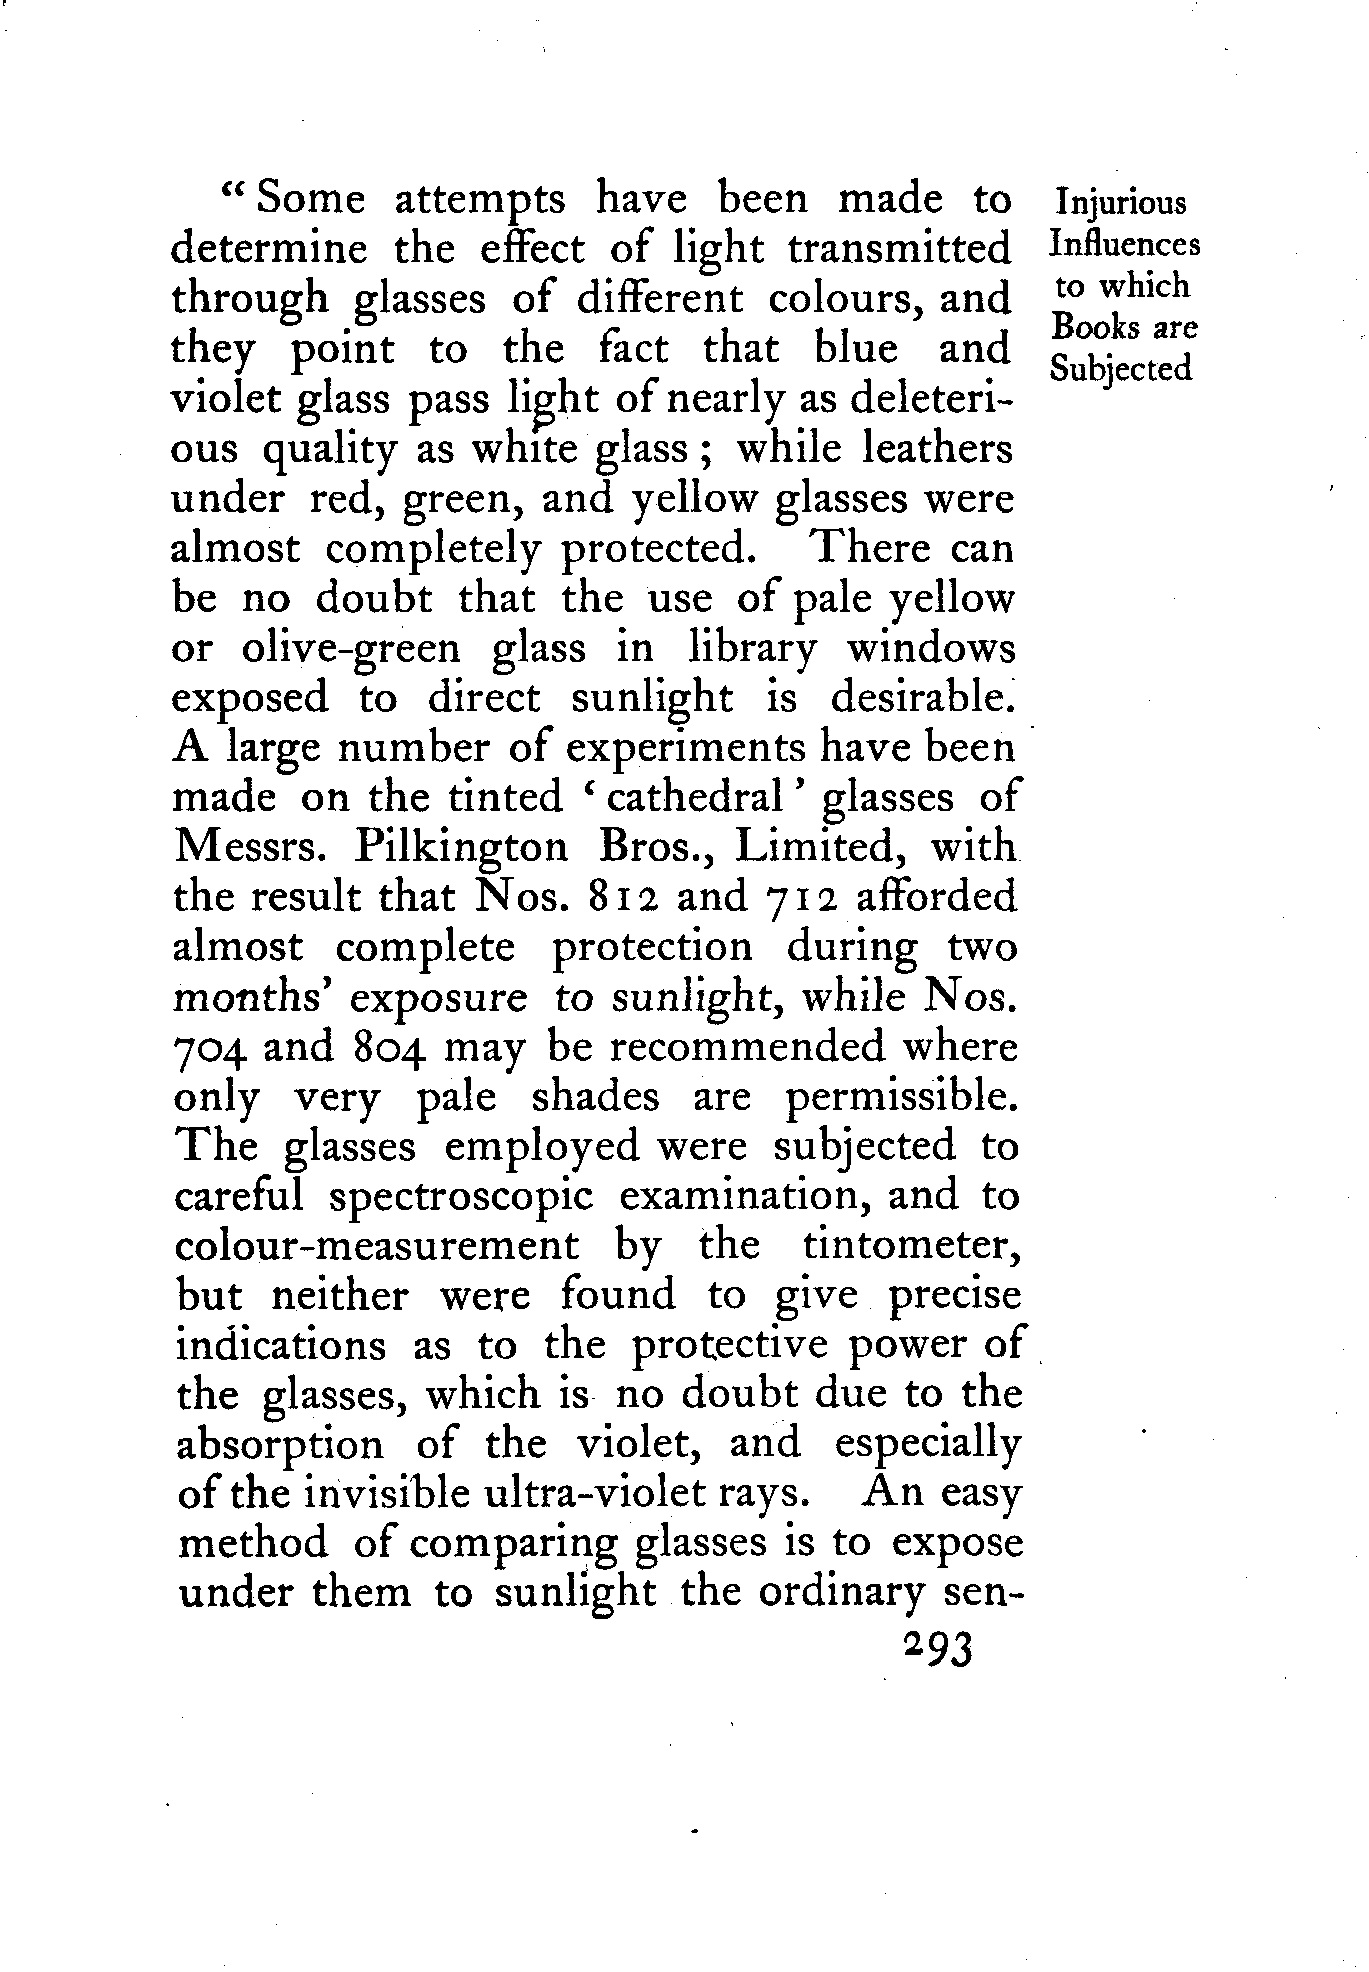 “ Some attempts have been made to
determine the effect of light transmitted
through glasses of different colours, and
they point to the fact that blue and
violet glass pass light of nearly as deleteri-
ous quality as white glass ; while leathers
under red, green, and yellow glasses were
almost completely protected. There can
be no doubt that the use of pale yellow
or olive-green glass in library windows
exposed to direct sunlight is desirable.
A large number of experiments have been
made on the tinted ‘ cathedral ’ glasses of
Messrs. Pilkington Bros., Limited, with
the result that Nos. 812 and 712 afforded
almost complete protection during two
months’ exposure to sunlight, while Nos.
704 and 804 may be recommended where
only very pale shades are permissible.
The glasses employed were subjected to
careful spectroscopic examination, and to
colour-measurement by the tintometer,
but neither were found to give precise
indications as to the protective power of
the glasses, which is no doubt due to the
absorption of the violet, and especially
of the invisible ultra-violet rays. An easy
method of comparing glasses is to expose
under them to sunlight the ordinary sen-
Injurious
Influences
to which
Books are
Subjected
293